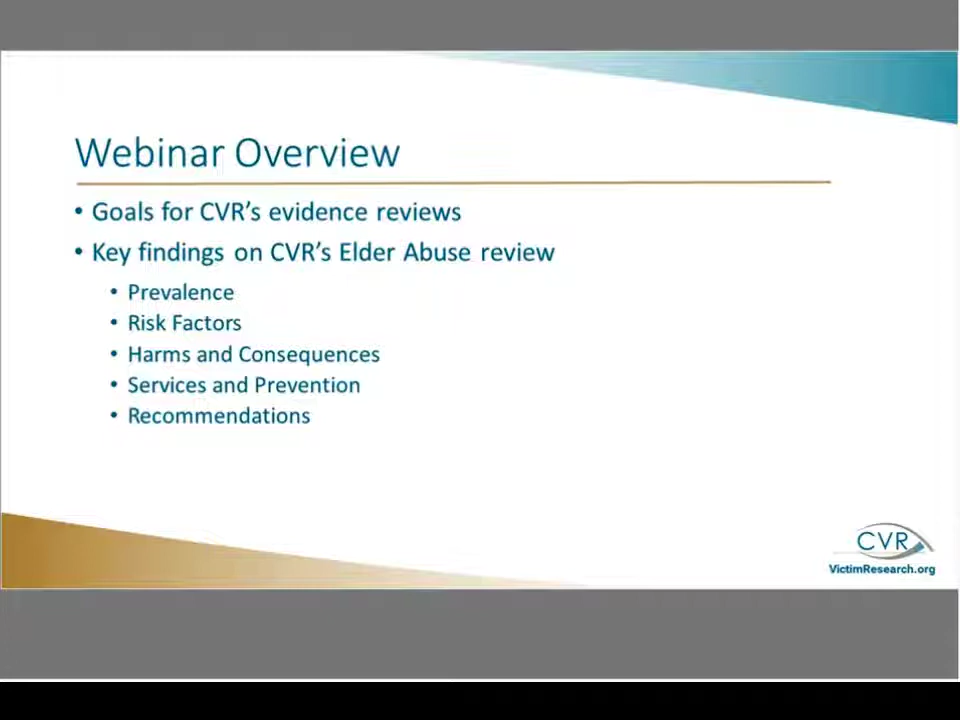 Webinar Overview
• Goals for CVR's evidence reviews
• Key findings on CVR's Elder Abuse review
• Prevalence
• Risk Factors
• Harms and Consequences
• Services and Prevention
• Recommendations
CVR
VictimResearch.org